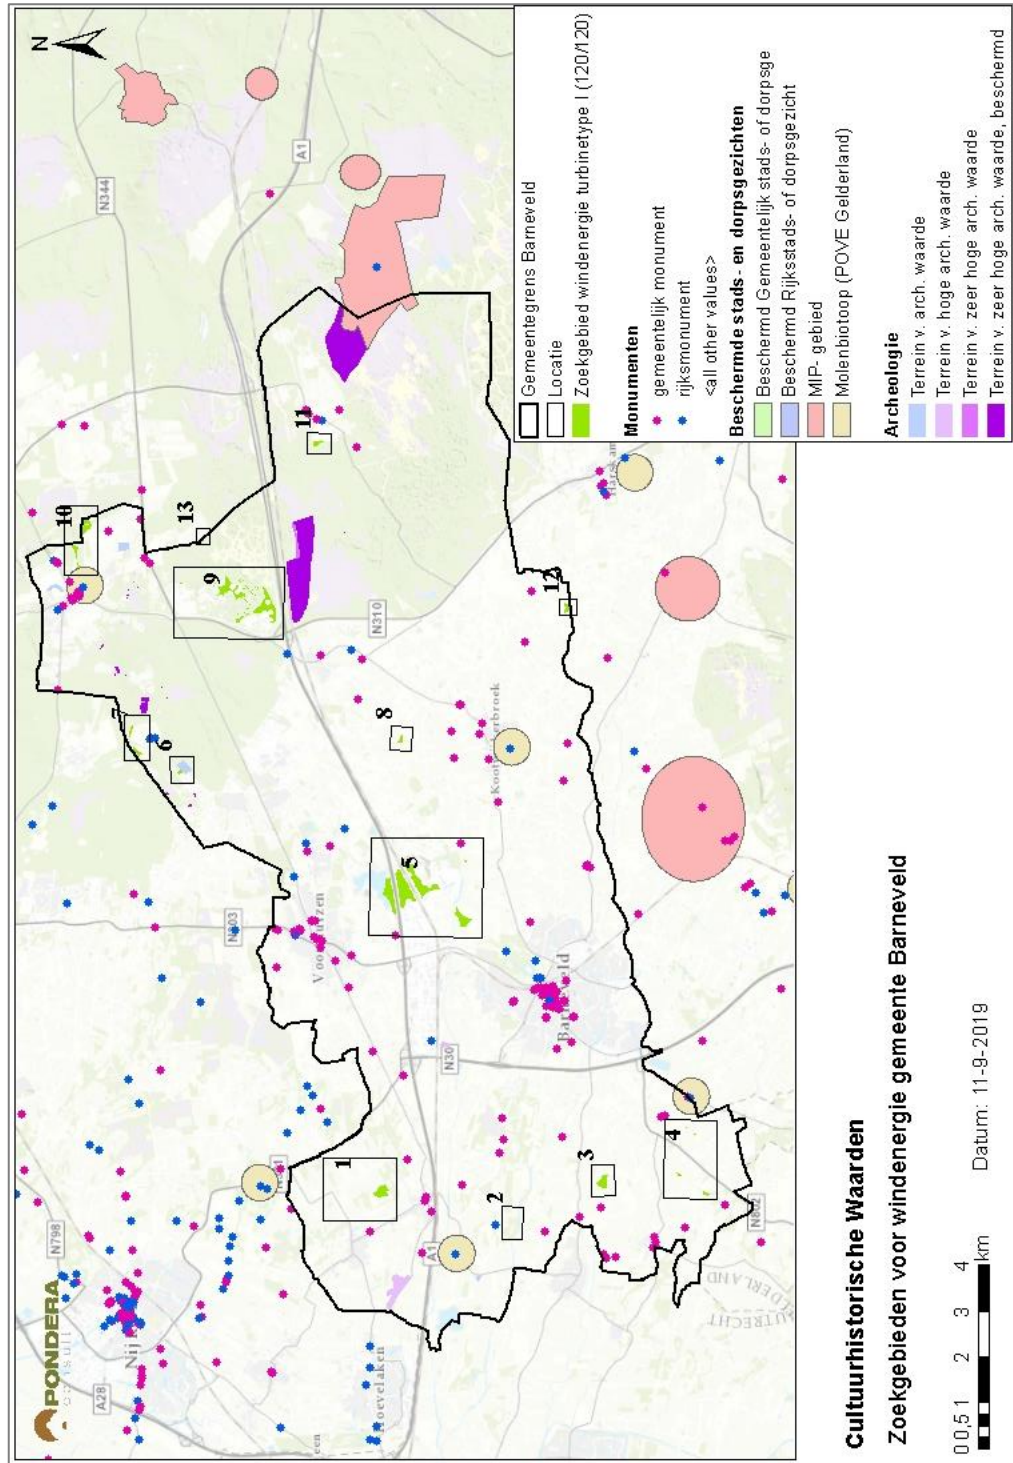 PONDERA
consult
N
N798
A28
N344
A1
N303
N310
N30
A1
N802
Hoevelaken
Voorthuizen
Kootwijkerbroek
Barneveld
Harskam
UTRECHT
GELDERLAND
1
2
3
4
5
6
7
8
9
10
11
12
13
Gemeentegrens Barneveld
Locatie
Zoekgebied windenergie turbinetype I (120/120)
Monumenten
gemeentelijk monument
rijksmonument
<all other values>
Beschermde stads- en dorpsgezichten
Beschermd Gemeentelijk stads- of dorpsge
Beschermd Rijksstads- of dorpsgezicht
MIP- gebied
Molenbiotoop (POVE Gelderland)
Archeologie
Terrein v. arch. waarde
Terrein v. hoge arch. waarde
Terrein v. zeer hoge arch. waarde
Terrein v. zeer hoge arch. waarde, beschermd
Cultuurhistorische Waarden
Zoekgebieden voor windenergie gemeente Barneveld
0 0,5 1 2 3 4
km
Datum: 11-9-2019